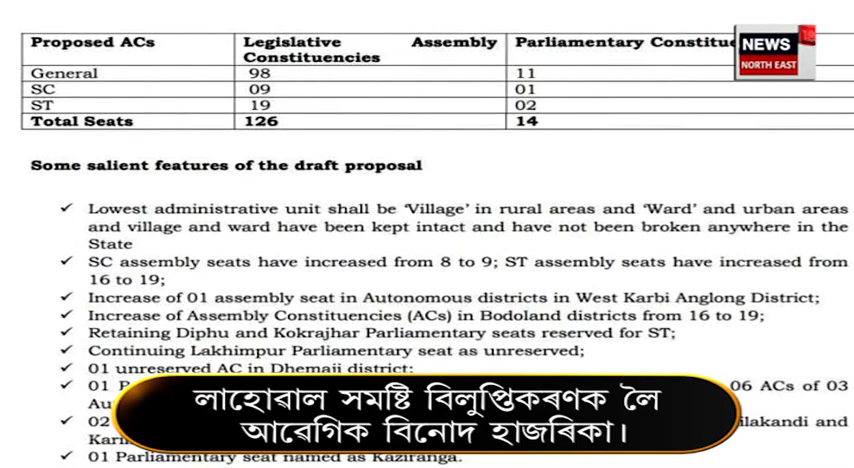 Proposed ACs Legislative Assembly Constituencies Parliamentary
NEWS 18
NORTH EAST
General 98 11
SC 09 01
ST 19 02
Total Seats 126 14
Some salient features of the draft proposal
✓ Lowest administrative unit shall be ‘Village’ in rural areas and ‘Ward’ and urban areas
and village and ward have been kept intact and have not been broken anywhere in the
State
✓ SC assembly seats have increased from 8 to 9; ST assembly seats have increased from
16 to 19;
✓ Increase of 01 assembly seat in Autonomous districts in West Karbi Anglong District;
✓ Increase of Assembly Constituencies (ACs) in Bodoland districts from 16 to 19;
✓ Retaining Diphu and Kokrajhar Parliamentary seats reserved for ST;
✓ Continuing Lakhimpur Parliamentary seat as unreserved;
✓ 01 unreserved AC in Dhemaji district;
✓ 01 06 ACs of 03
✓ 02 and
✓ 01 Parliamentary seat named as Kaziranga.
লাহোৱাল সমষ্টি বিলুপ্তিকৰণক লৈ
আৱেগিক বিনোদ হাজৰিকা।